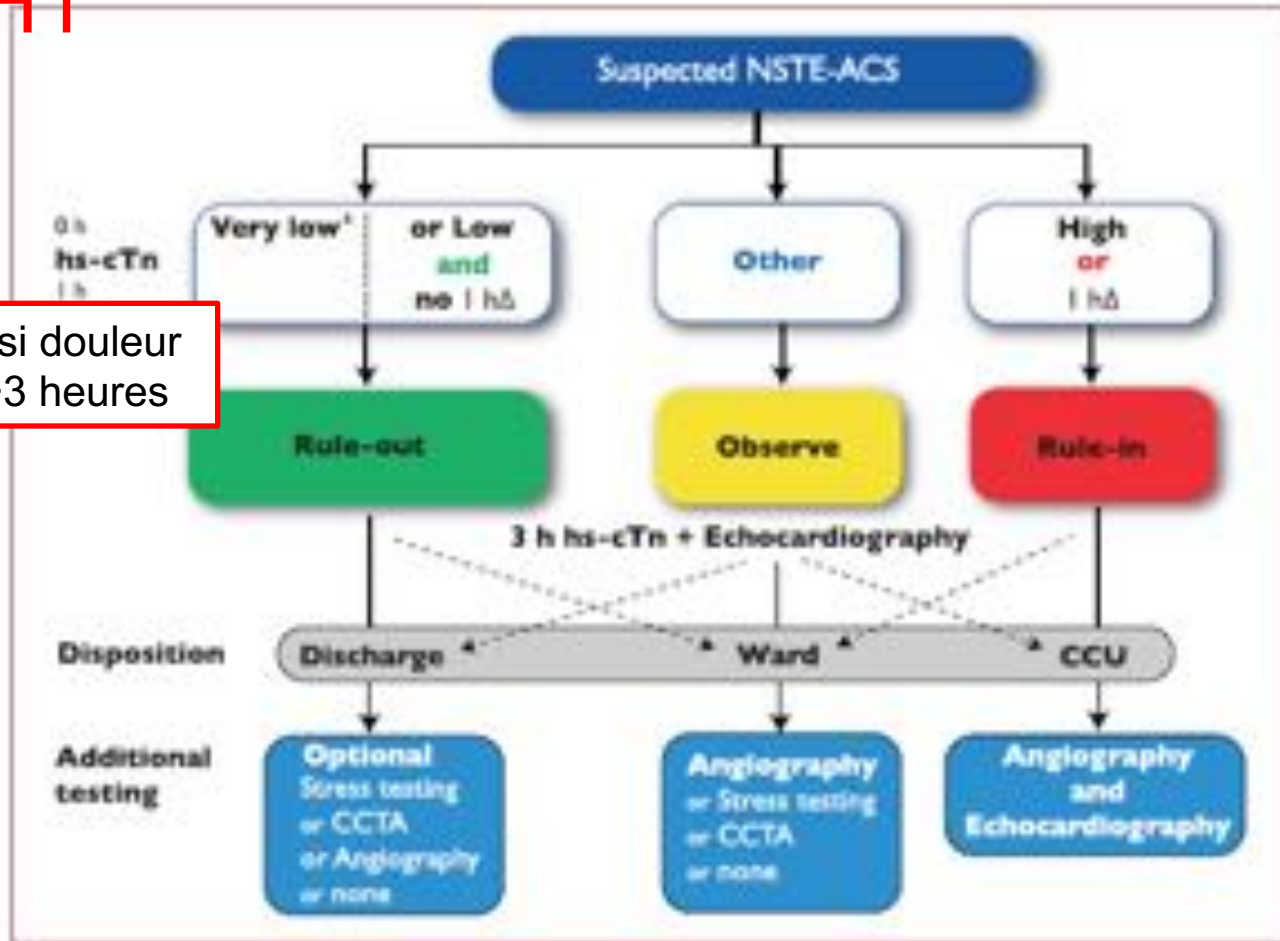 Suspected NSTE-ACS
0 h
hs-cTn
1 h
Very low*
or Low
and
no 1 hΔ
Other
High
or
1 hΔ
si douleur
3 heures
Rule-out
Observe
Rule-in
3 h hs-cTn + Echocardiography
Disposition
Discharge
Ward
CCU
Additional
testing
Optional
Stress testing
or CCTA
or Angiography
or none
Angiography
or Stress testing
or CCTA
or none
Angiography
and
Echocardiography